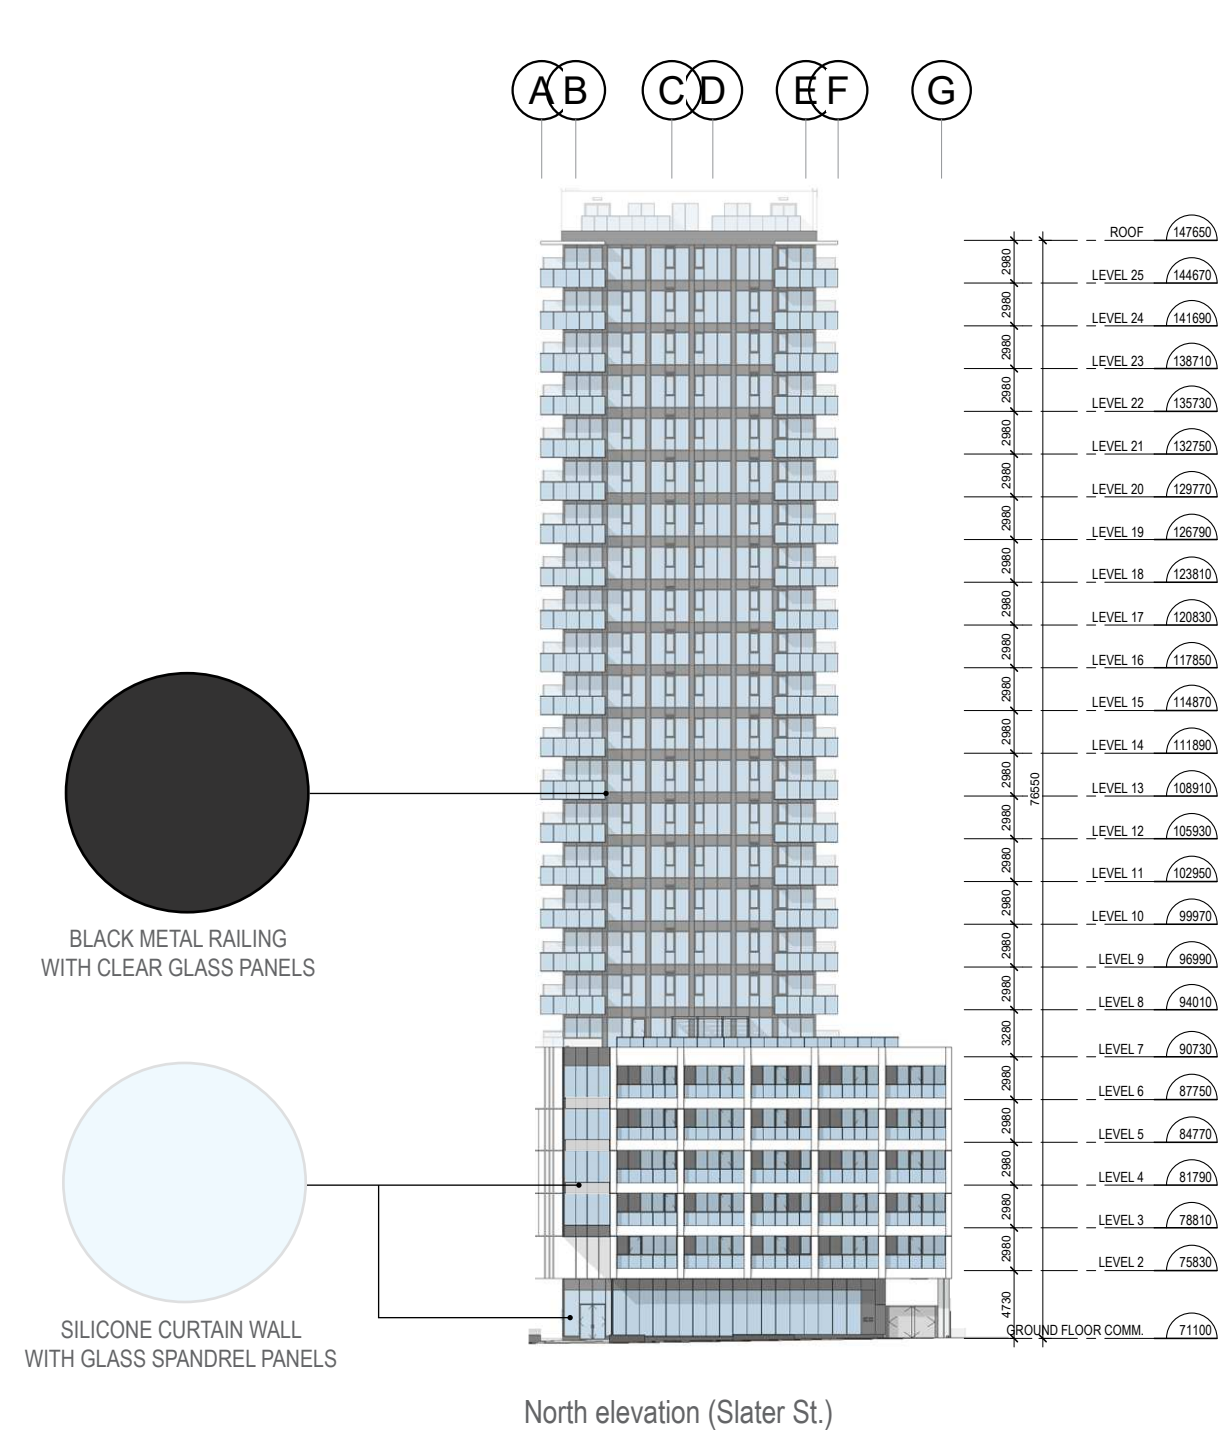 A B C D E F G
ROOF 147650
2980
LEVEL 25 144670
2980
LEVEL 24 141690
2980
LEVEL 23 138710
2980
LEVEL 22 135730
2980
LEVEL 21 132750
2980
LEVEL 20 129770
2980
LEVEL 19 126790
2980
LEVEL 18 123810
2980
LEVEL 17 120830
2980
LEVEL 16 117850
2980
LEVEL 15 114870
2980
LEVEL 14 111890
2980
76550
LEVEL 13 108910
2980
LEVEL 12 105930
2980
LEVEL 11 102950
2980
LEVEL 10 99970
2980
LEVEL 9 96990
2980
LEVEL 8 94010
3280
LEVEL 7 90730
2980
LEVEL 6 87750
2980
LEVEL 5 84770
2980
LEVEL 4 81790
2980
LEVEL 3 78810
2980
LEVEL 2 75830
4730
GROUND FLOOR COMM. 71100
BLACK METAL RAILING
WITH CLEAR GLASS PANELS
SILICONE CURTAIN WALL
WITH GLASS SPANDREL PANELS
North elevation (Slater St.)